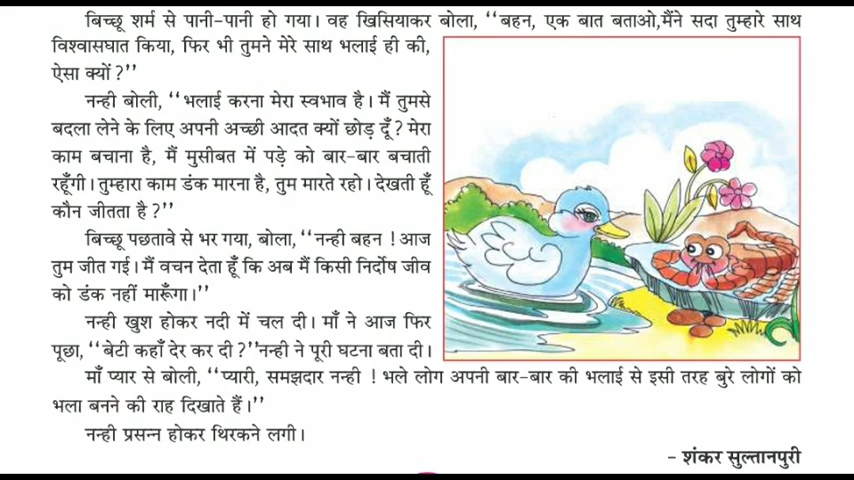 बिच्छू शर्म से पानी-पानी हो गया। वह खिसियाकर बोला, ‘‘बहन, एक बात बताओ,मैंने सदा तुम्हारे साथ
विश्वासघात किया, फिर भी तुमने मेरे साथ भलाई ही की,
ऐसा क्यों ?’’
नन्ही बोली, ‘‘भलाई करना मेरा स्वभाव है। मैं तुमसे
बदला लेने के लिए अपनी अच्छी आदत क्यों छोड़ दूँ? मेरा
काम बचाना है, मैं मुसीबत में पड़े को बार-बार बचाती
रहूँगी। तुम्हारा काम डंक मारना है, तुम मारते रहो। देखती हूँ
कौन जीतता है ?’’
बिच्छू पछतावे से भर गया, बोला, ‘‘नन्ही बहन ! आज
तुम जीत गई। मैं वचन देता हूँ कि अब मैं किसी निर्दोष जीव
को डंक नहीं मारूँगा।’’
नन्ही खुश होकर नदी में चल दी। माँ ने आज फिर
पूछा, ‘‘बेटी कहाँ देर कर दी ?’’नन्ही ने पूरी घटना बता दी।
माँ प्यार से बोली, ‘‘प्यारी, समझदार नन्ही ! भले लोग अपनी बार-बार की भलाई से इसी तरह बुरे लोगों को
भला बनने की राह दिखाते हैं।’’
नन्ही प्रसन्न होकर थिरकने लगी।
- शंकर सुल्तानपुरी